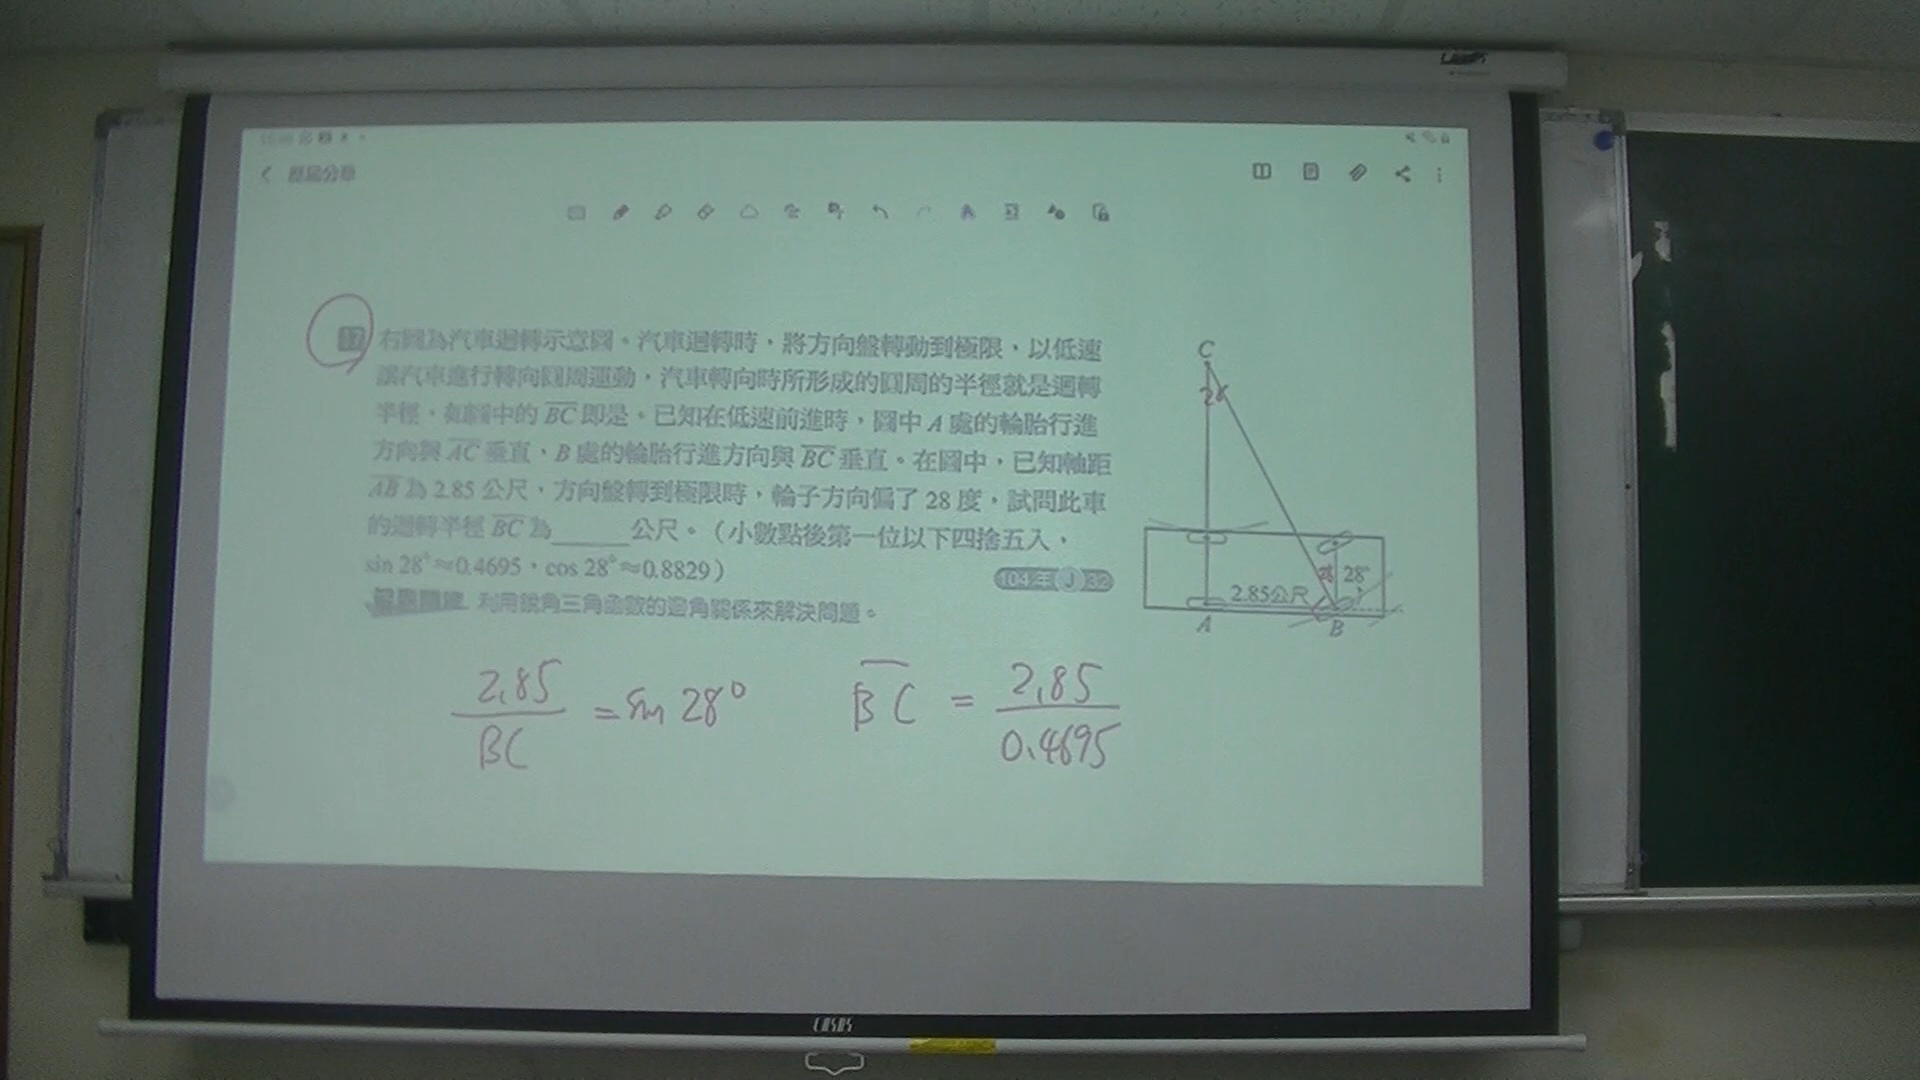 歷屆分章
17 右圖為汽車迴轉示意圖。汽車迴轉時，將方向盤轉動到極限，以低速
讓汽車進行轉向圓周運動，汽車轉向時所形成的圓周的半徑就是迴轉
半徑，如圖中的 BC 即是。已知在低速前進時，圖中 A 處的輪胎行進
方向與 AC 垂直，B 處的輪胎行進方向與 BC 垂直。在圖中，已知軸距
AB 為 2.85 公尺，方向盤轉到極限時，輪子方向偏了 28 度，試問此車
的迴轉半徑 BC 為______公尺。（小數點後第一位以下四捨五入，
sin 28°≈0.4695，cos 28°≈0.8829）
104年 J 32
利用銳角三角函數的邊角關係來解決問題。
C
28
28 28°
2.85公尺
A B
2.85/BC = sin 28° BC = 2.85/0.4695